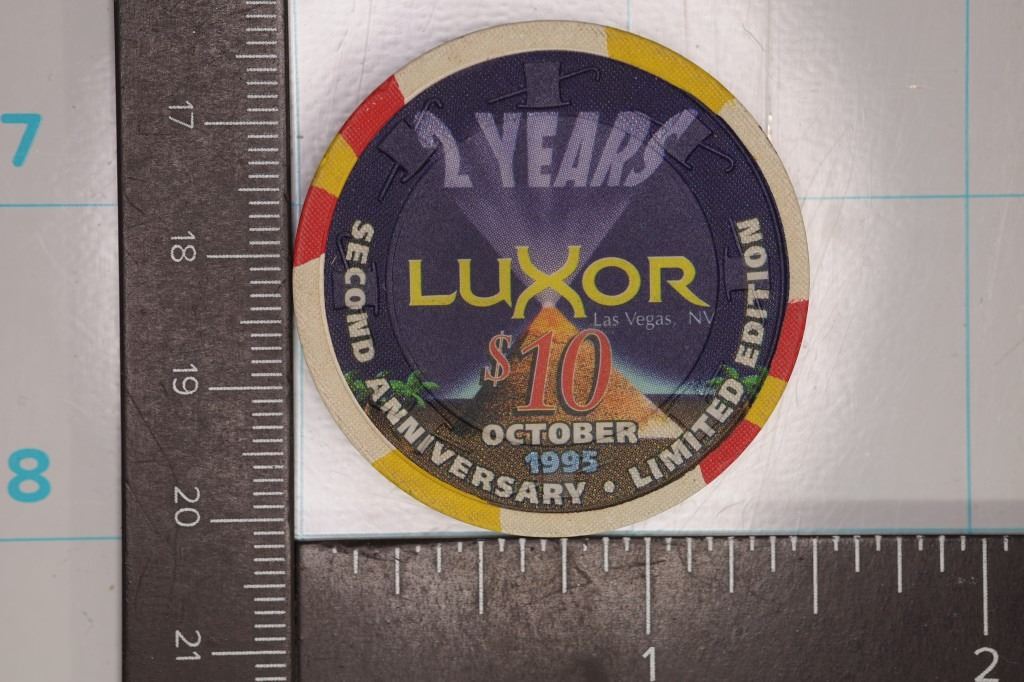 7
8
17
18
19
20
21
2 YEARS
LUXOR
Las Vegas, NV
$10
OCTOBER
1995
SECOND ANNIVERSARY • LIMITED EDITION
1
2